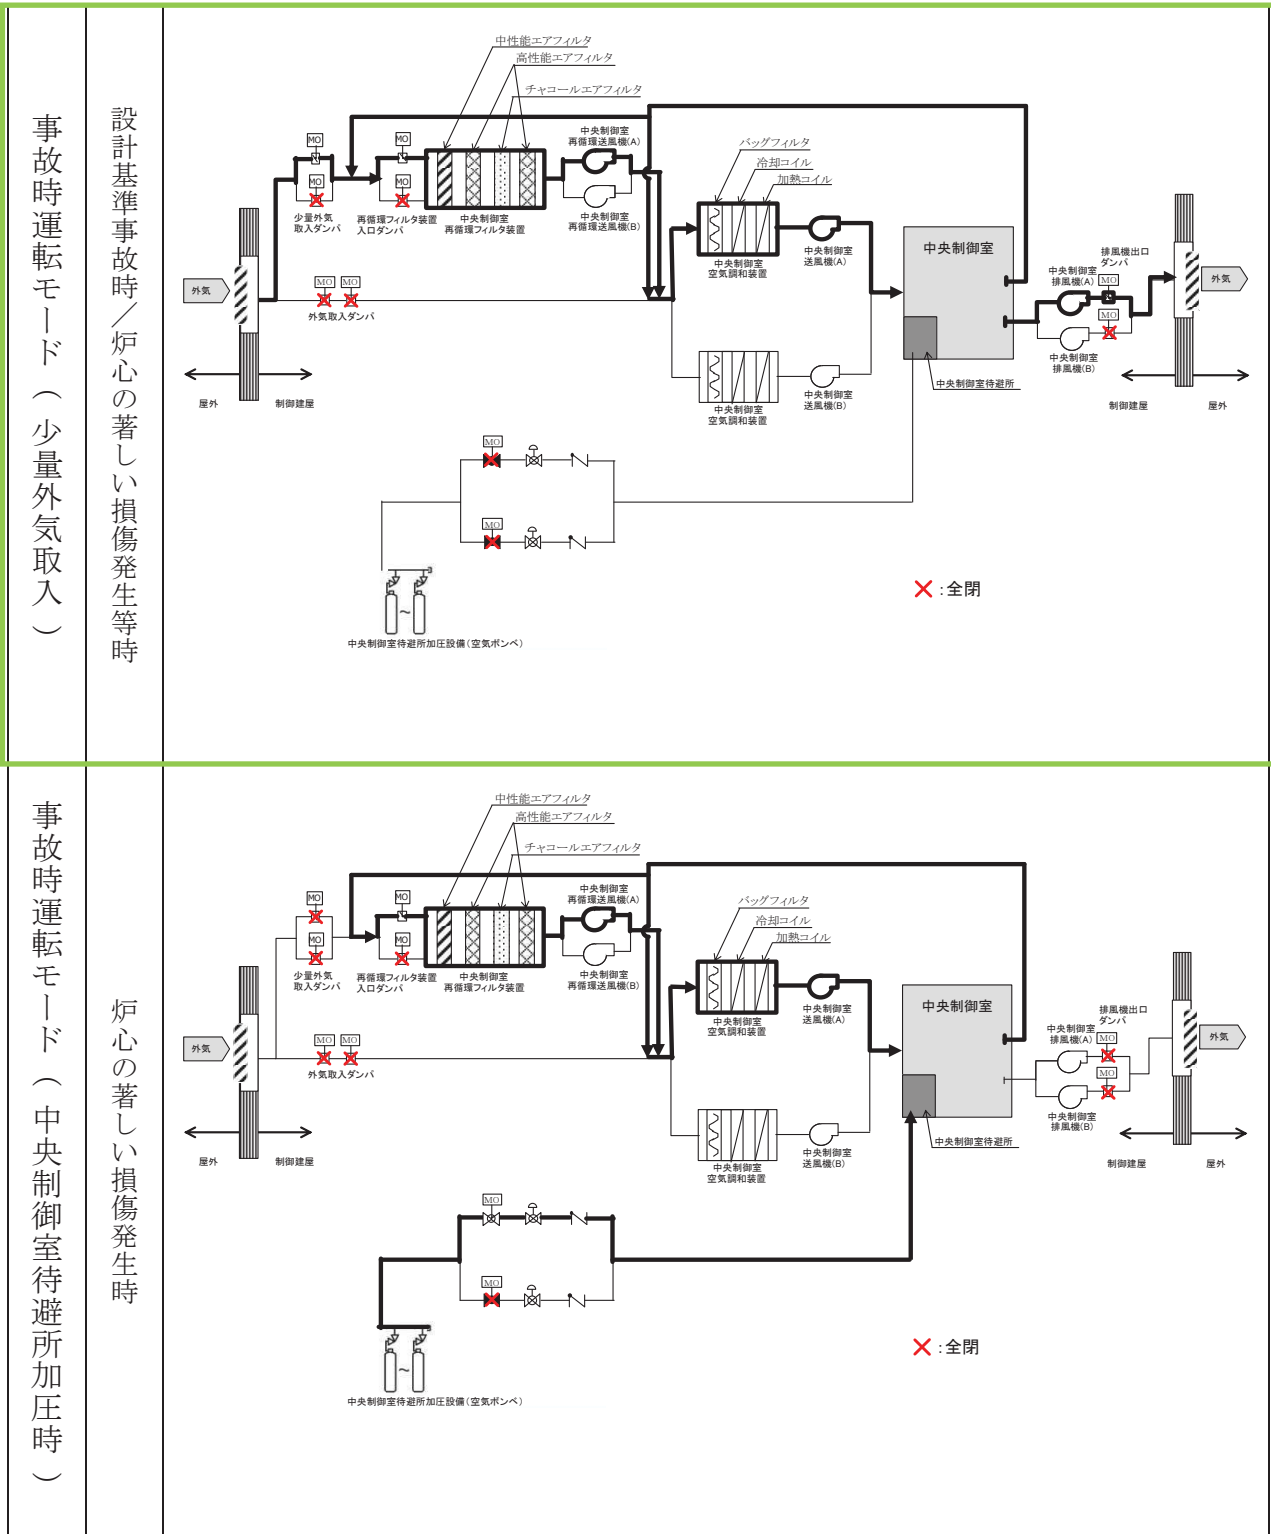 事故時運転モード（少量外気取入）
設計基準事故時／炉心の著しい損傷発生等時
中性能エアフィルタ
高性能エアフィルタ
チャコールエアフィルタ
MO
MO
MO
MO
少量外気
取入ダンパ
再循環フィルタ装置
入口ダンパ
中央制御室
再循環フィルタ装置
中央制御室
再循環送風機(A)
中央制御室
再循環送風機(B)
バッグフィルタ
冷却コイル
加熱コイル
中央制御室
空気調和装置
中央制御室
送風機(A)
中央制御室
排風機出口
ダンパ
中央制御室
排風機(A)
MO
MO
中央制御室
排風機(B)
外気
外気
MO
MO
外気取入ダンパ
屋外
制御建屋
中央制御室
空気調和装置
中央制御室
送風機(B)
中央制御室待避所
制御建屋
屋外
MO
MO
～
中央制御室待避所加圧設備（空気ボンベ）
：全閉
事故時運転モード（中央制御室待避所加圧時）
炉心の著しい損傷発生時
中性能エアフィルタ
高性能エアフィルタ
チャコールエアフィルタ
MO
MO
MO
MO
少量外気
取入ダンパ
再循環フィルタ装置
入口ダンパ
中央制御室
再循環フィルタ装置
中央制御室
再循環送風機(A)
中央制御室
再循環送風機(B)
バッグフィルタ
冷却コイル
加熱コイル
中央制御室
空気調和装置
中央制御室
送風機(A)
中央制御室
排風機出口
ダンパ
中央制御室
排風機(A)
MO
MO
中央制御室
排風機(B)
外気
外気
MO
MO
外気取入ダンパ
屋外
制御建屋
中央制御室
空気調和装置
中央制御室
送風機(B)
中央制御室待避所
制御建屋
屋外
MO
MO
～
中央制御室待避所加圧設備（空気ボンベ）
：全閉